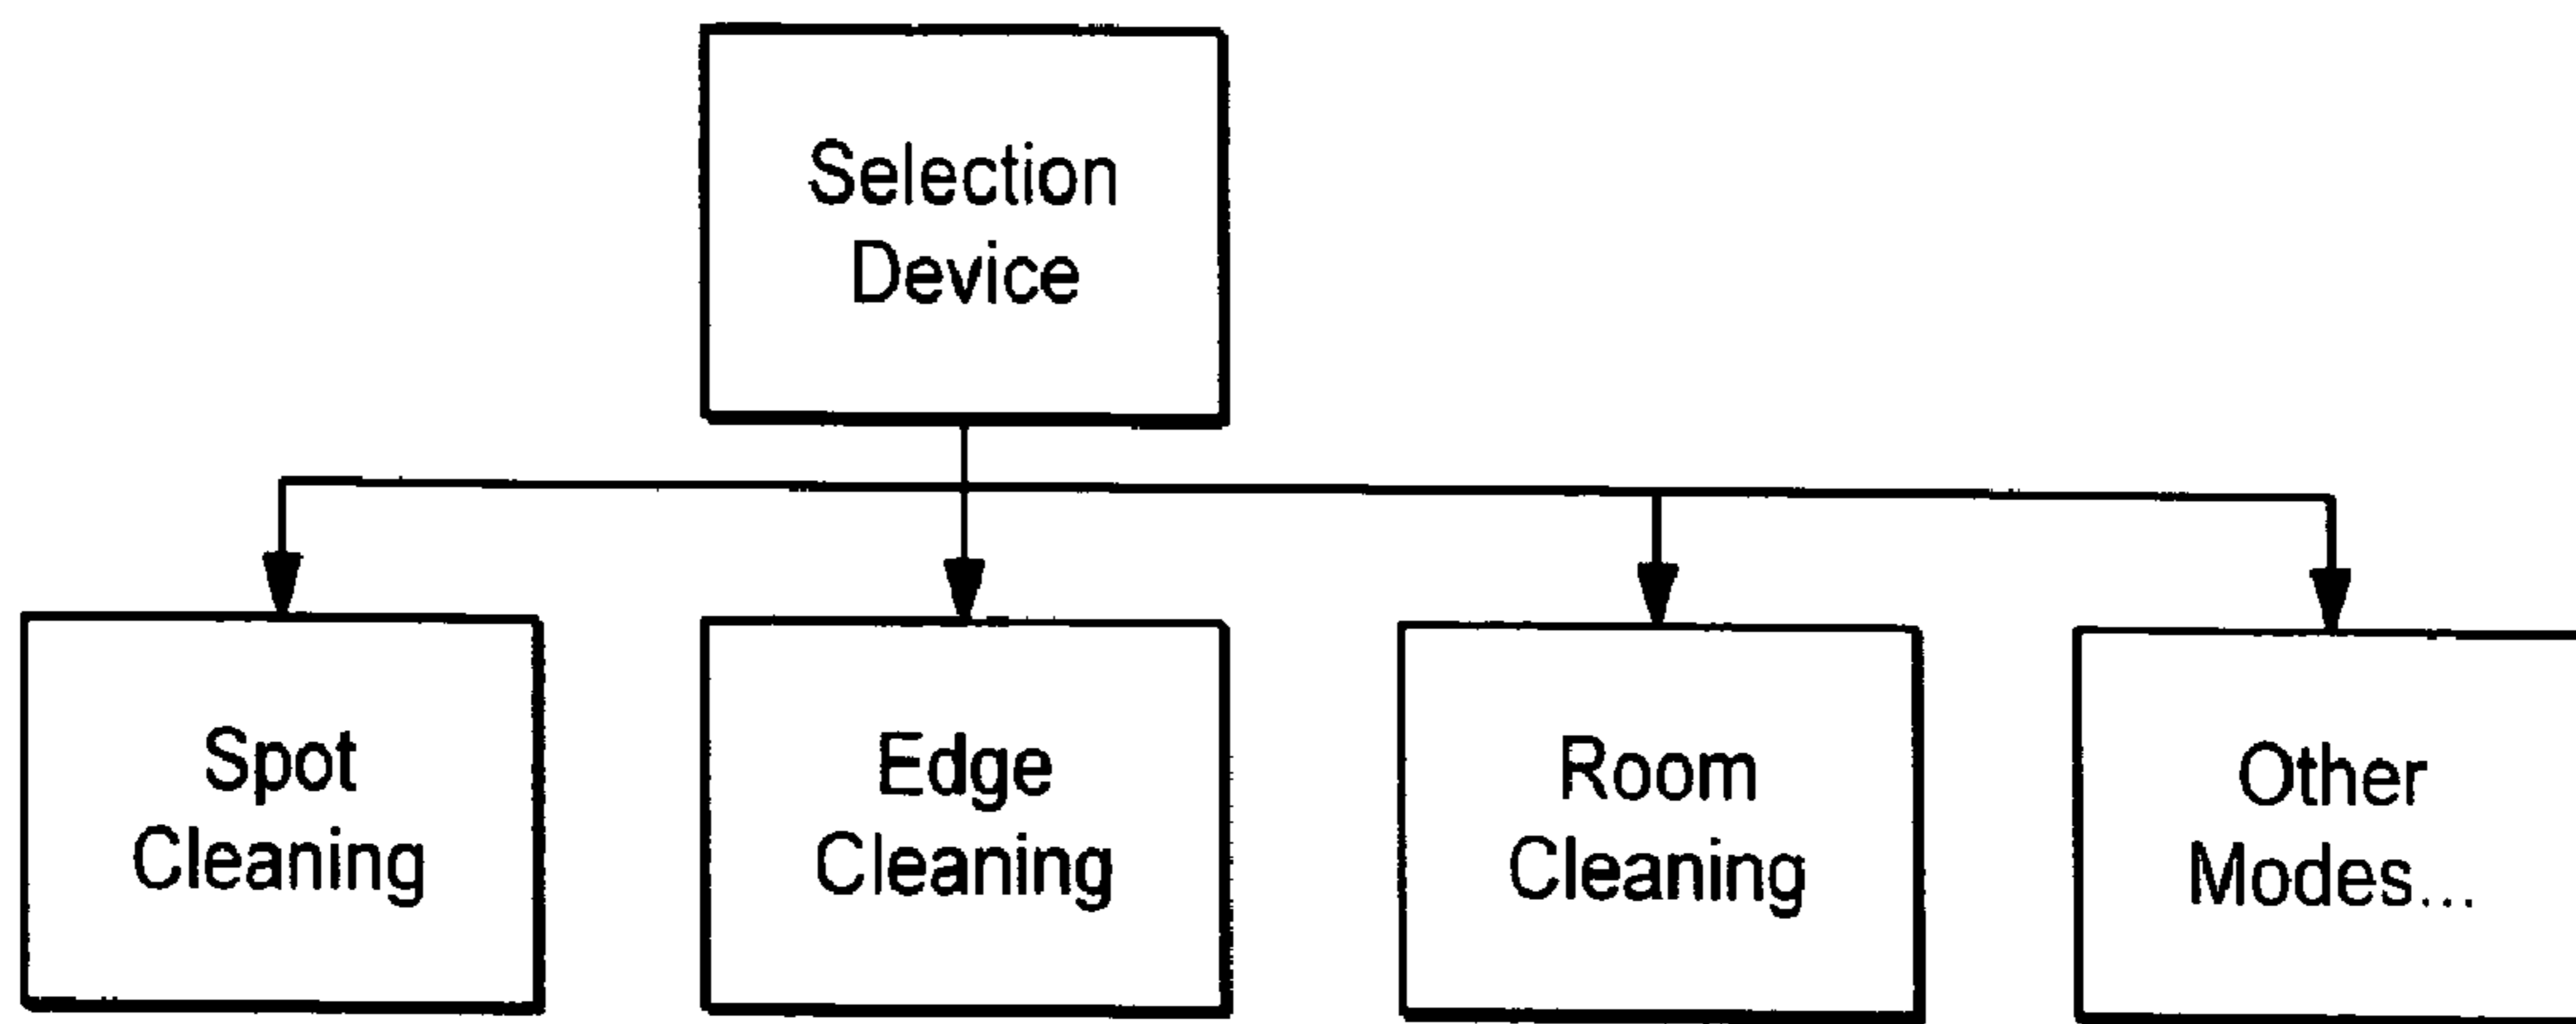 Selection
Device
Spot
Cleaning
Edge
Cleaning
Room
Cleaning
Other
Modes...